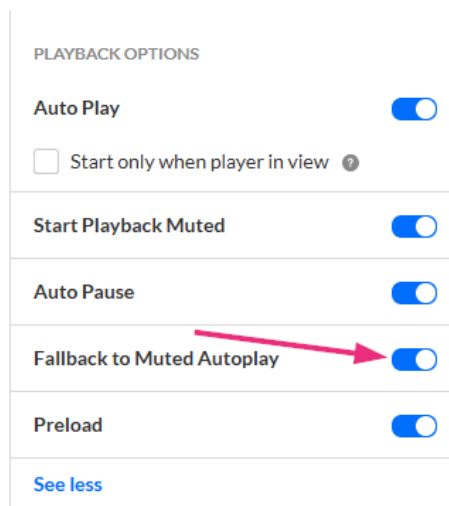 PLAYBACK OPTIONS
Auto Play
Start only when player in view ?
Start Playback Muted
Auto Pause
Fallback to Muted Autoplay
Preload
See less